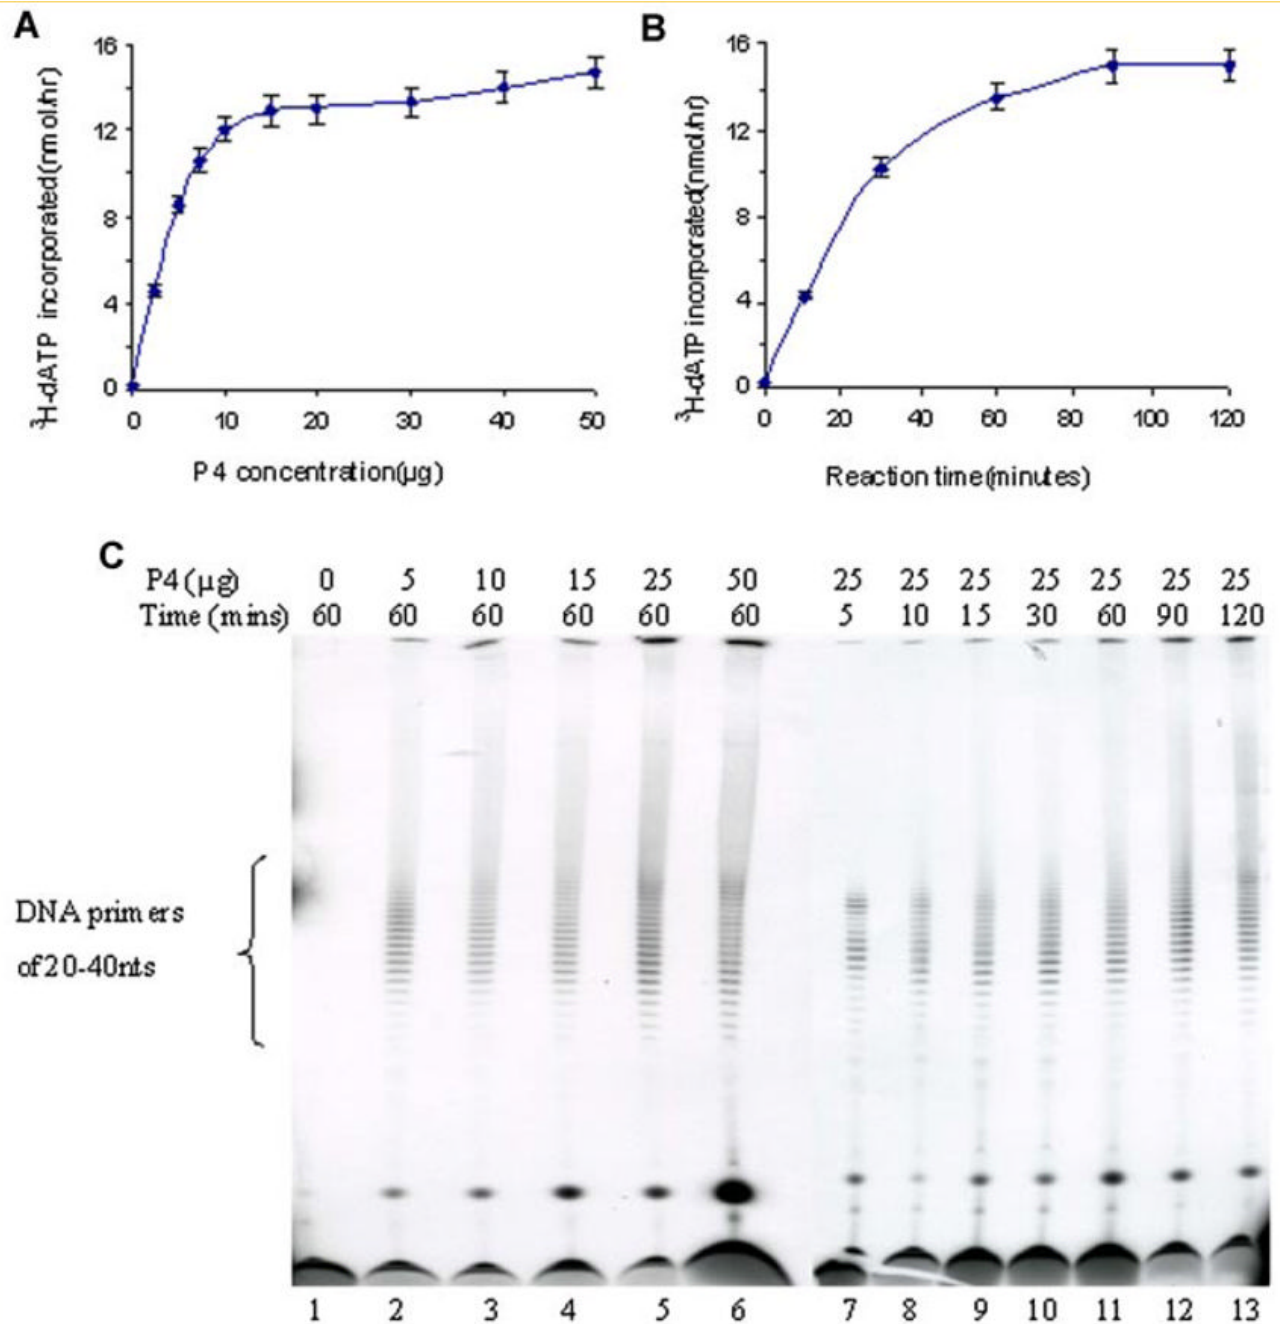 A
³H-dATP incorporated(nmol.hr)
16
12
8
4
0
0 10 20 30 40 50
P4 concentration(µg)
B
³H-dATP incorporated(nmol.hr)
16
12
8
4
0
0 20 40 60 80 100 120
Reaction time(minutes)
C
P4 (µg) 0 5 10 15 25 50 25 25 25 25 25 25 25
Time (mins) 60 60 60 60 60 60 5 10 15 30 60 90 120
DNA primers
of 20-40nts
1 2 3 4 5 6 7 8 9 10 11 12 13